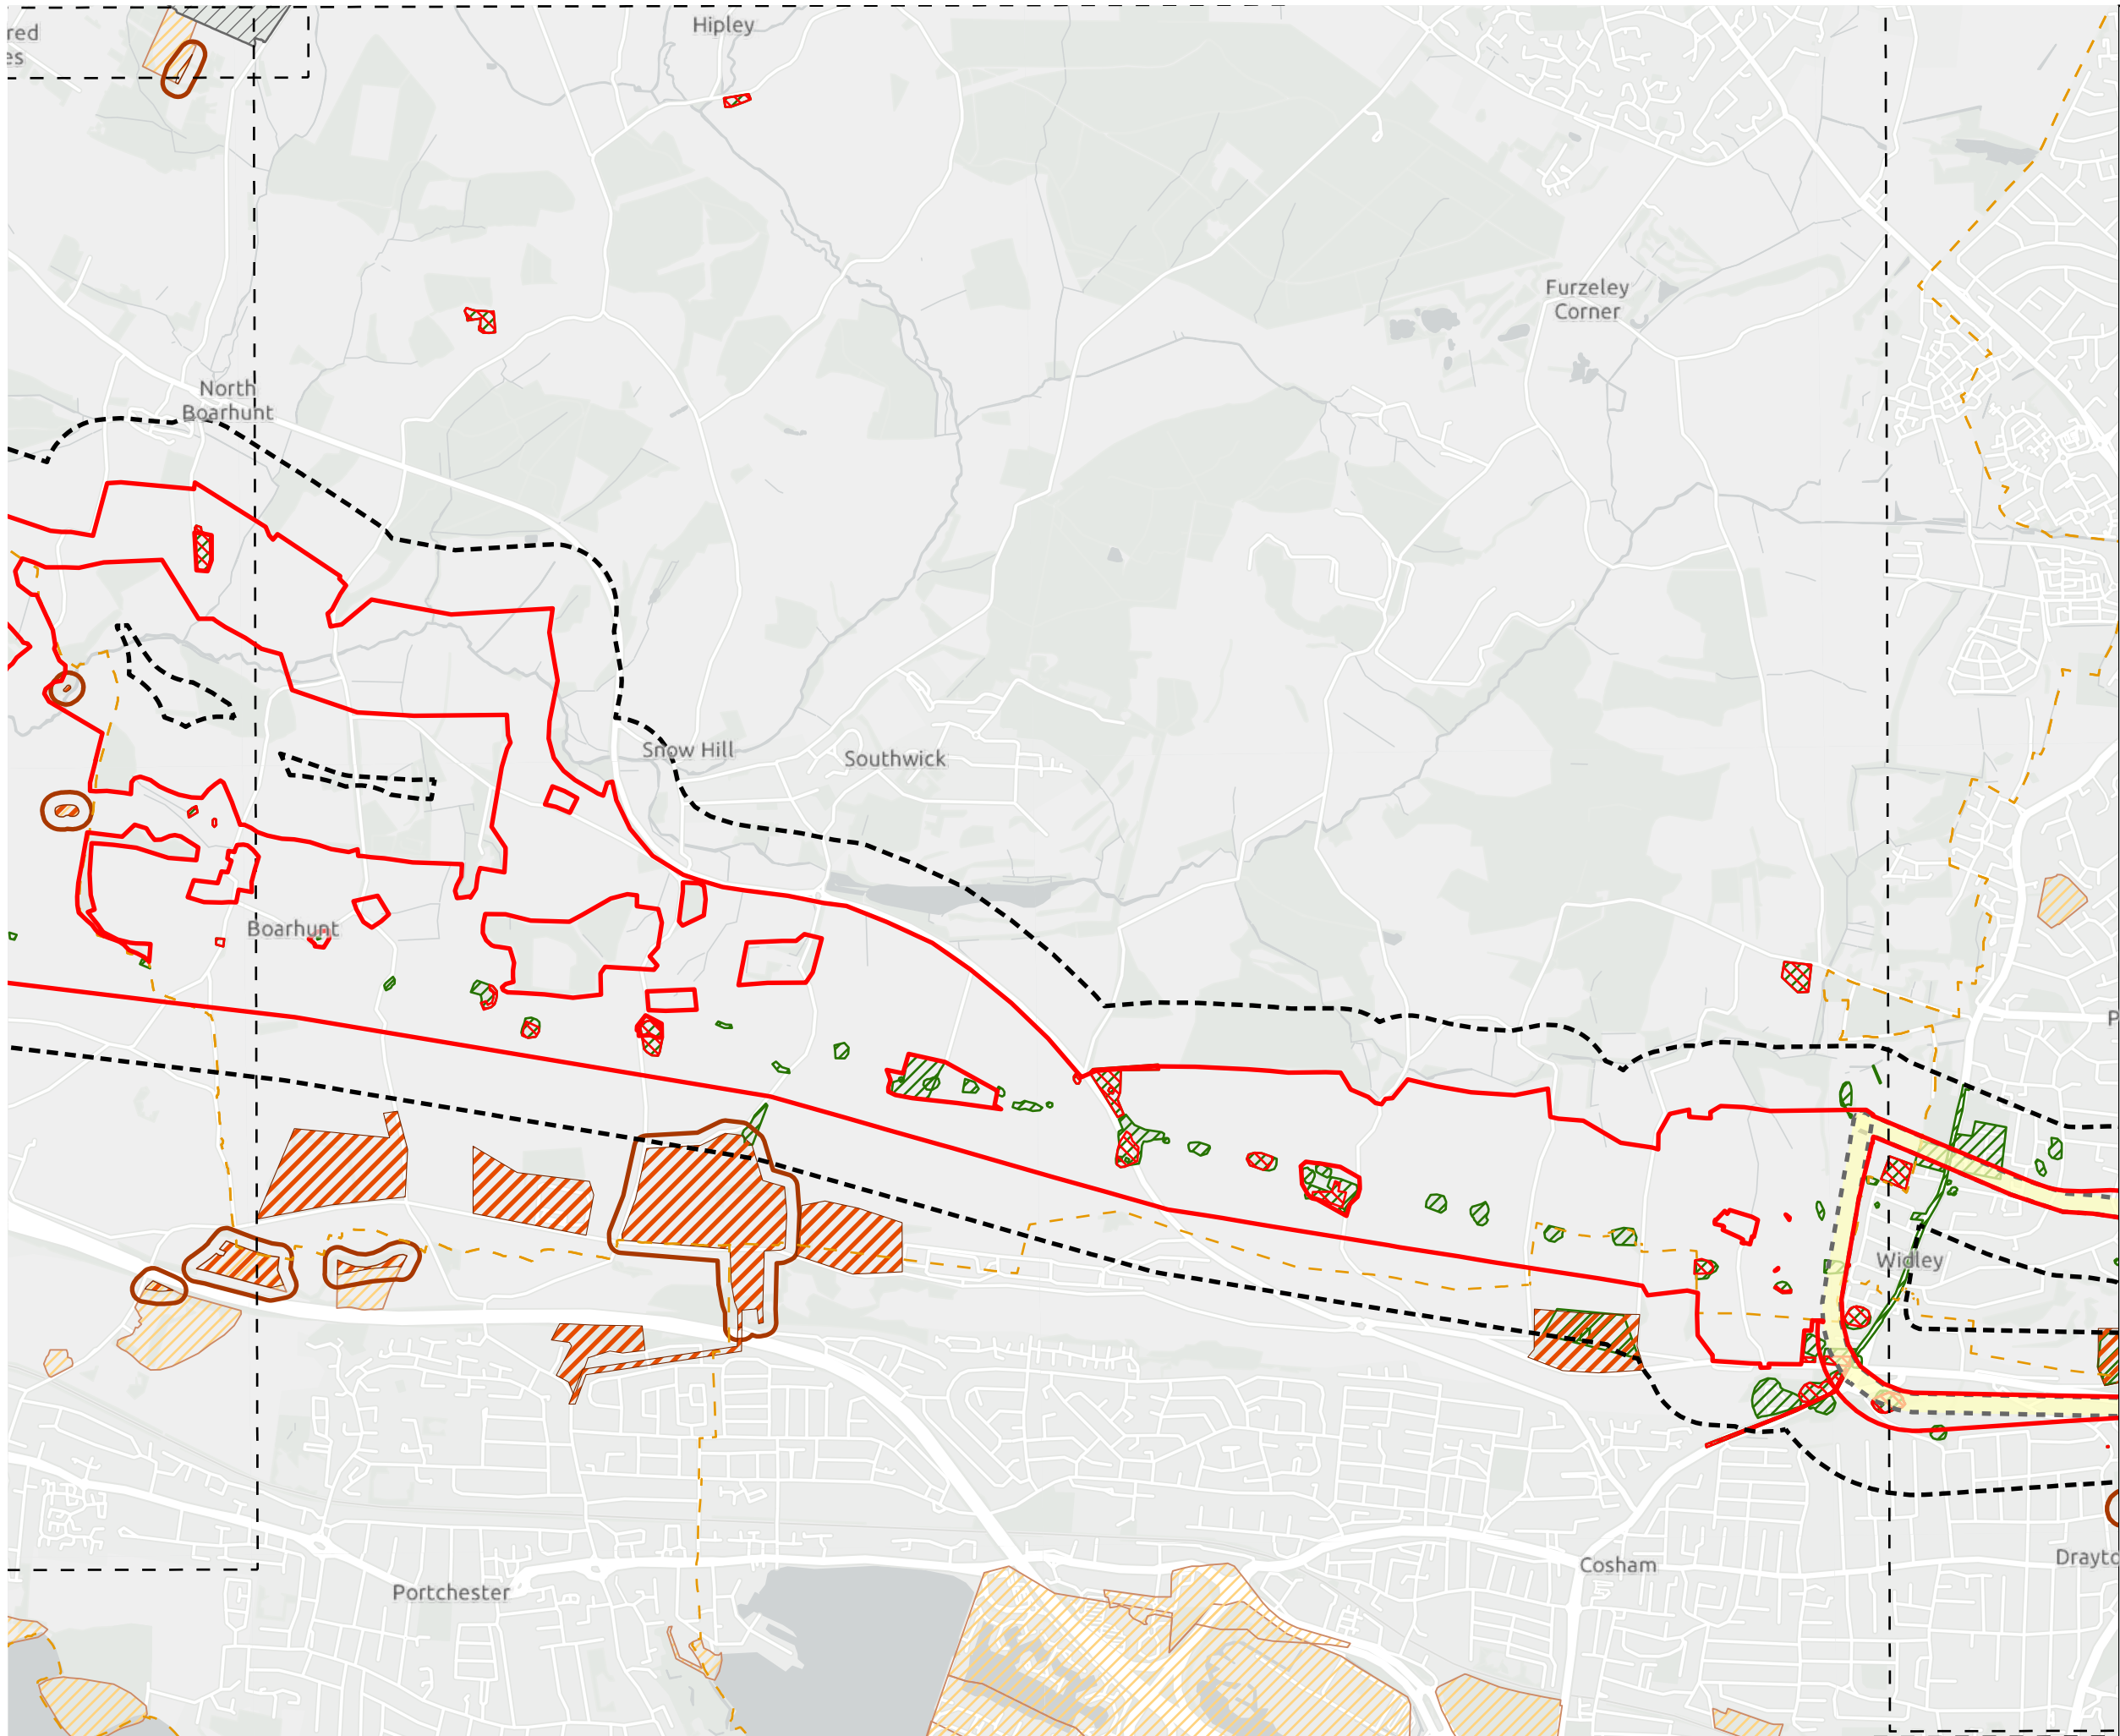 Hipley
red
es
Furzeley
Corner
North
Boarhunt
Snow Hill
Southwick
Boarhunt
P
Widley
Cosham
Drayto
Portchester